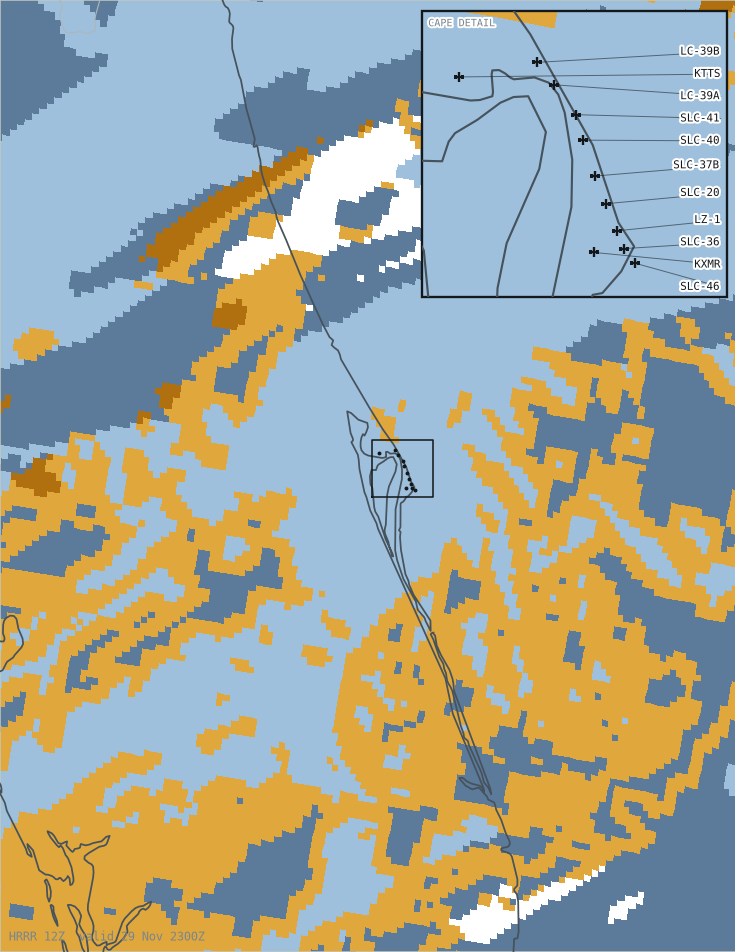 CAPE DETAIL
LC-39B
KTTS
LC-39A
SLC-41
SLC-40
SLC-37B
SLC-20
LZ-1
SLC-36
KXMR
SLC-46
HRRR 12Z  valid 29 Nov 2300Z